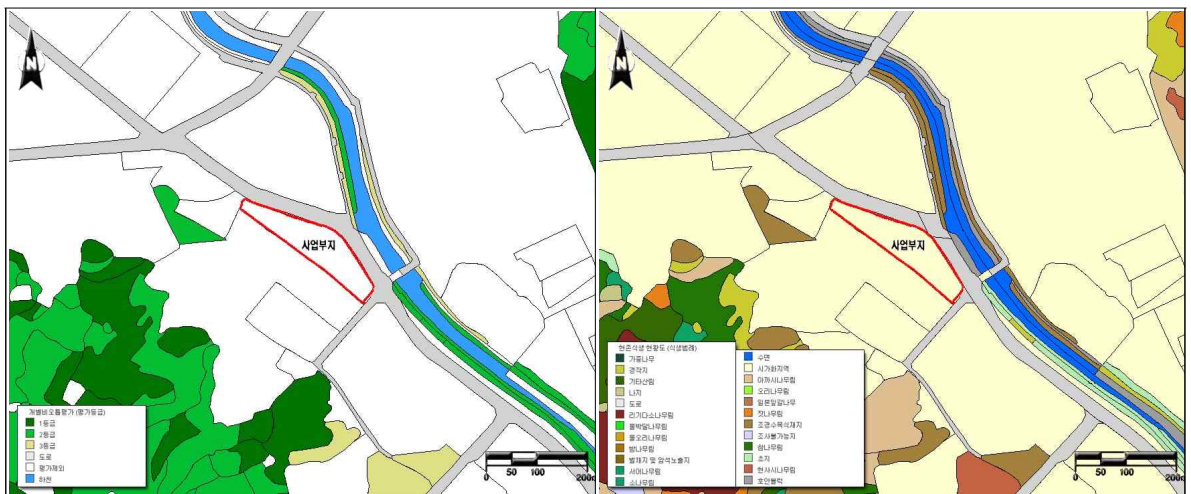 N
사업부지
개별비오톱평가 (평가등급)
1등급
2등급
3등급
도로
평가제외
하천
0
50 100 200m
N
사업부지
현존식생 현황도 (식생범례)
가중나무
경작지
기타산림
나지
도로
리기다소나무림
물박달나무림
물오리나무림
밤나무림
벌채지 및 암석노출지
서어나무림
소나무림
수면
시가화지역
아까시나무림
오리나무림
일본잎갈나무
잣나무림
조경수목식재지
조사불가능지
참나무림
초지
현사시나무림
호안블럭
0
50 100 200m